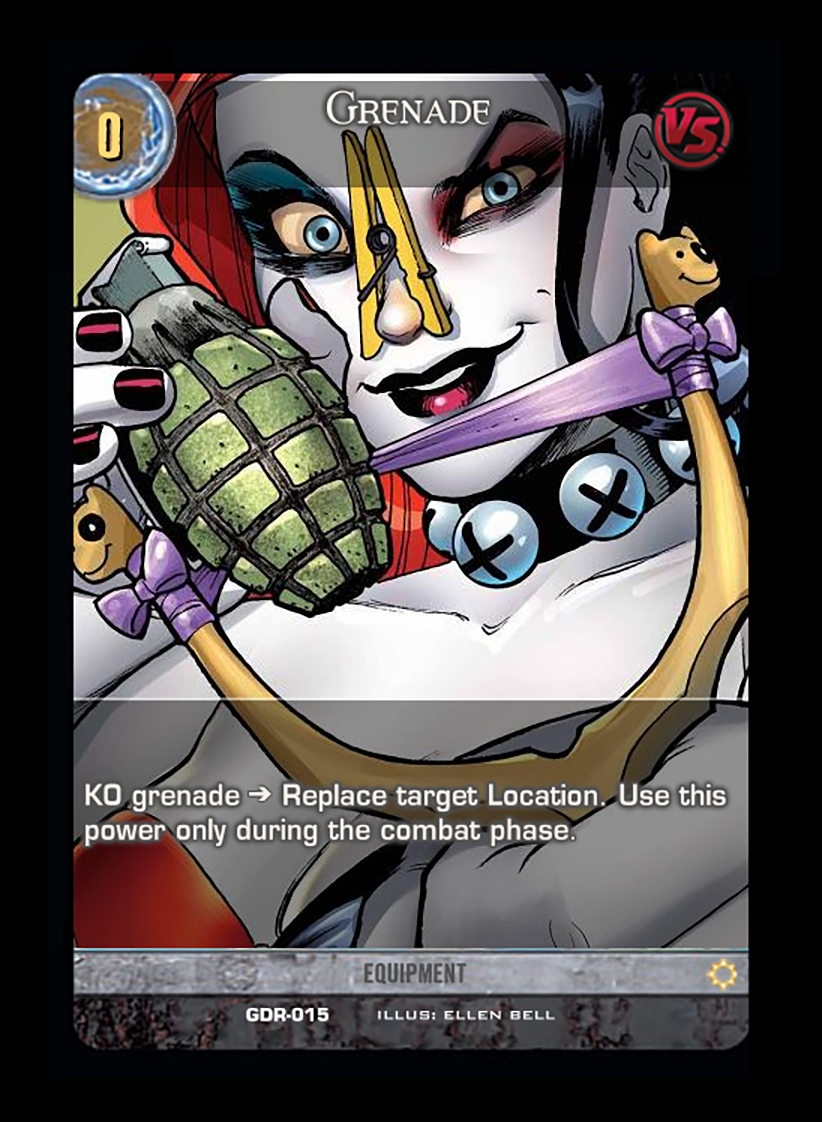 0
Grenade
VS.
KO grenade → Replace target Location. Use this
power only during the combat phase.
EQUIPMENT
GDR-015 ILLUS: ELLEN BELL